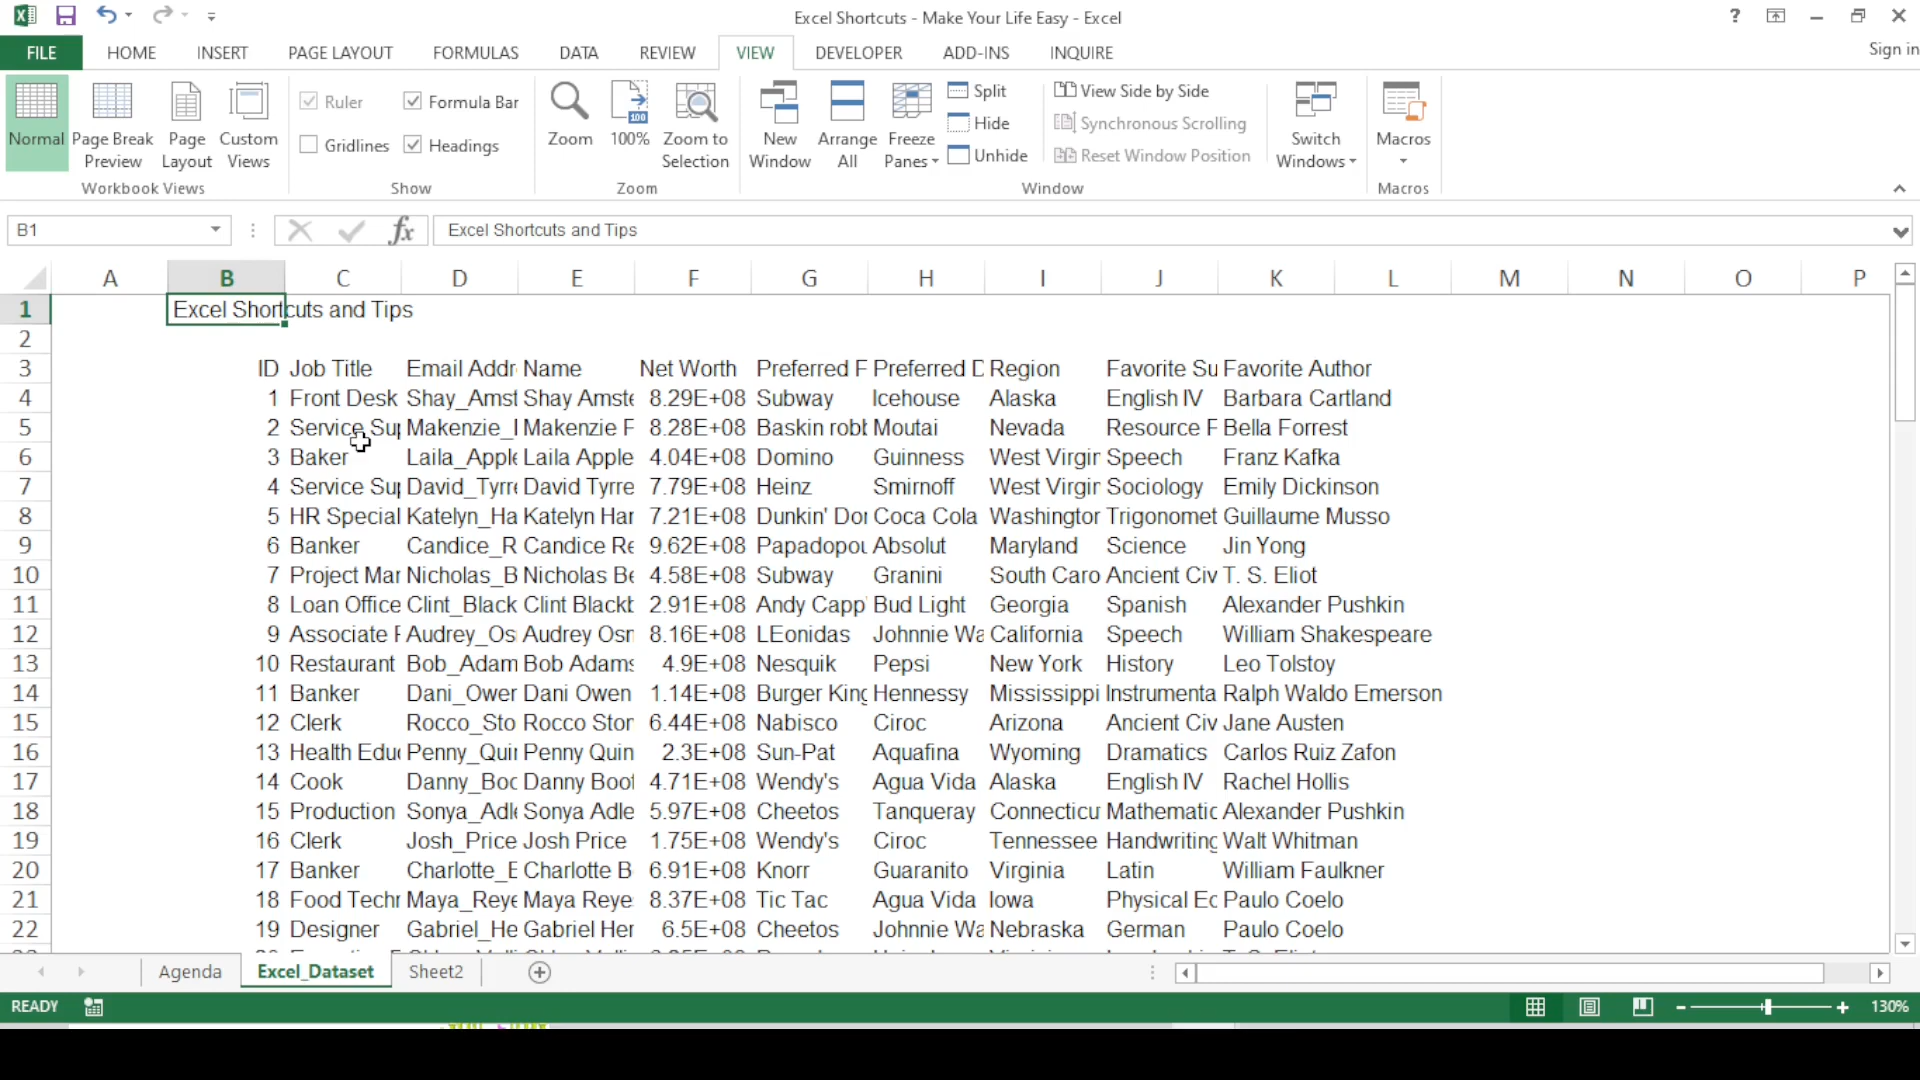 Excel Shortcuts - Make Your Life Easy - Excel
?
FILE HOME INSERT PAGE LAYOUT FORMULAS DATA REVIEW VIEW DEVELOPER ADD-INS INQUIRE Sign in
Normal Page Break Preview Page Layout Custom Views
Workbook Views
Ruler Formula Bar
Gridlines Headings
Show
Zoom 100% Zoom to Selection
Zoom
New Window Arrange All Freeze Panes
Split
Hide
Unhide
View Side by Side
Synchronous Scrolling
Reset Window Position
Switch Windows
Window
Macros
Macros
B1 fx Excel Shortcuts and Tips
A B C D E F G H I J K L M N O P
1 Excel Shortcuts and Tips
2
3 ID Job Title Email Addr Name Net Worth Preferred F Preferred D Region Favorite Su Favorite Author
4 1 Front Desk Shay_Amst Shay Amste 8.29E+08 Subway Icehouse Alaska English IV Barbara Cartland
5 2 Service Sup Makenzie_ Makenzie F 8.28E+08 Baskin robb Moutai Nevada Resource F Bella Forrest
6 3 Baker Laila_Apple Laila Apple 4.04E+08 Domino Guinness West Virgin Speech Franz Kafka
7 4 Service Sup David_Tyrre David Tyrre 7.79E+08 Heinz Smirnoff West Virgin Sociology Emily Dickinson
8 5 HR Special Katelyn_Ha Katelyn Har 7.21E+08 Dunkin' Don Coca Cola Washington Trigonomet Guillaume Musso
9 6 Banker Candice_R Candice Re 9.62E+08 Papadopou Absolut Maryland Science Jin Yong
10 7 Project Man Nicholas_B Nicholas Be 4.58E+08 Subway Granini South Caro Ancient Civ T. S. Eliot
11 8 Loan Office Clint_Black Clint Blackb 2.91E+08 Andy Capp' Bud Light Georgia Spanish Alexander Pushkin
12 9 Associate P Audrey_Os Audrey Osn 8.16E+08 LEonidas Johnnie Wa California Speech William Shakespeare
13 10 Restaurant Bob_Adam Bob Adams 4.9E+08 Nesquik Pepsi New York History Leo Tolstoy
14 11 Banker Dani_Ower Dani Owen 1.14E+08 Burger King Hennessy Mississippi Instrumenta Ralph Waldo Emerson
15 12 Clerk Rocco_Sto Rocco Ston 6.44E+08 Nabisco Ciroc Arizona Ancient Civ Jane Austen
16 13 Health Educ Penny_Quin Penny Quin 2.3E+08 Sun-Pat Aquafina Wyoming Dramatics Carlos Ruiz Zafon
17 14 Cook Danny_Boo Danny Boot 4.71E+08 Wendy's Agua Vida Alaska English IV Rachel Hollis
18 15 Production Sonya_Adle Sonya Adle 5.97E+08 Cheetos Tanqueray Connecticu Mathematic Alexander Pushkin
19 16 Clerk Josh_Price Josh Price 1.75E+08 Wendy's Ciroc Tennessee Handwriting Walt Whitman
20 17 Banker Charlotte_B Charlotte B 6.91E+08 Knorr Guaranito Virginia Latin William Faulkner
21 18 Food Techn Maya_Reye Maya Reye 8.37E+08 Tic Tac Agua Vida Iowa Physical Ed Paulo Coelo
22 19 Designer Gabriel_He Gabriel Her 6.5E+08 Cheetos Johnnie Wa Nebraska German Paulo Coelo
Agenda Excel_Dataset Sheet2
READY 130%